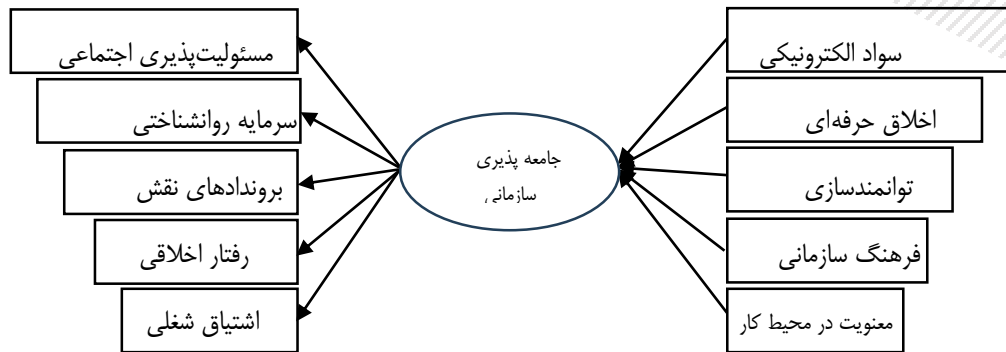 سواد الکترونیکی
اخلاق حرفه‌ای
توانمندسازی
فرهنگ سازمانی
معنویت در محیط کار
جامعه پذیری
سازمانی
مسئولیت‌پذیری اجتماعی
سرمایه روانشناختی
بروندادهای نقش
رفتار اخلاقی
اشتیاق شغلی